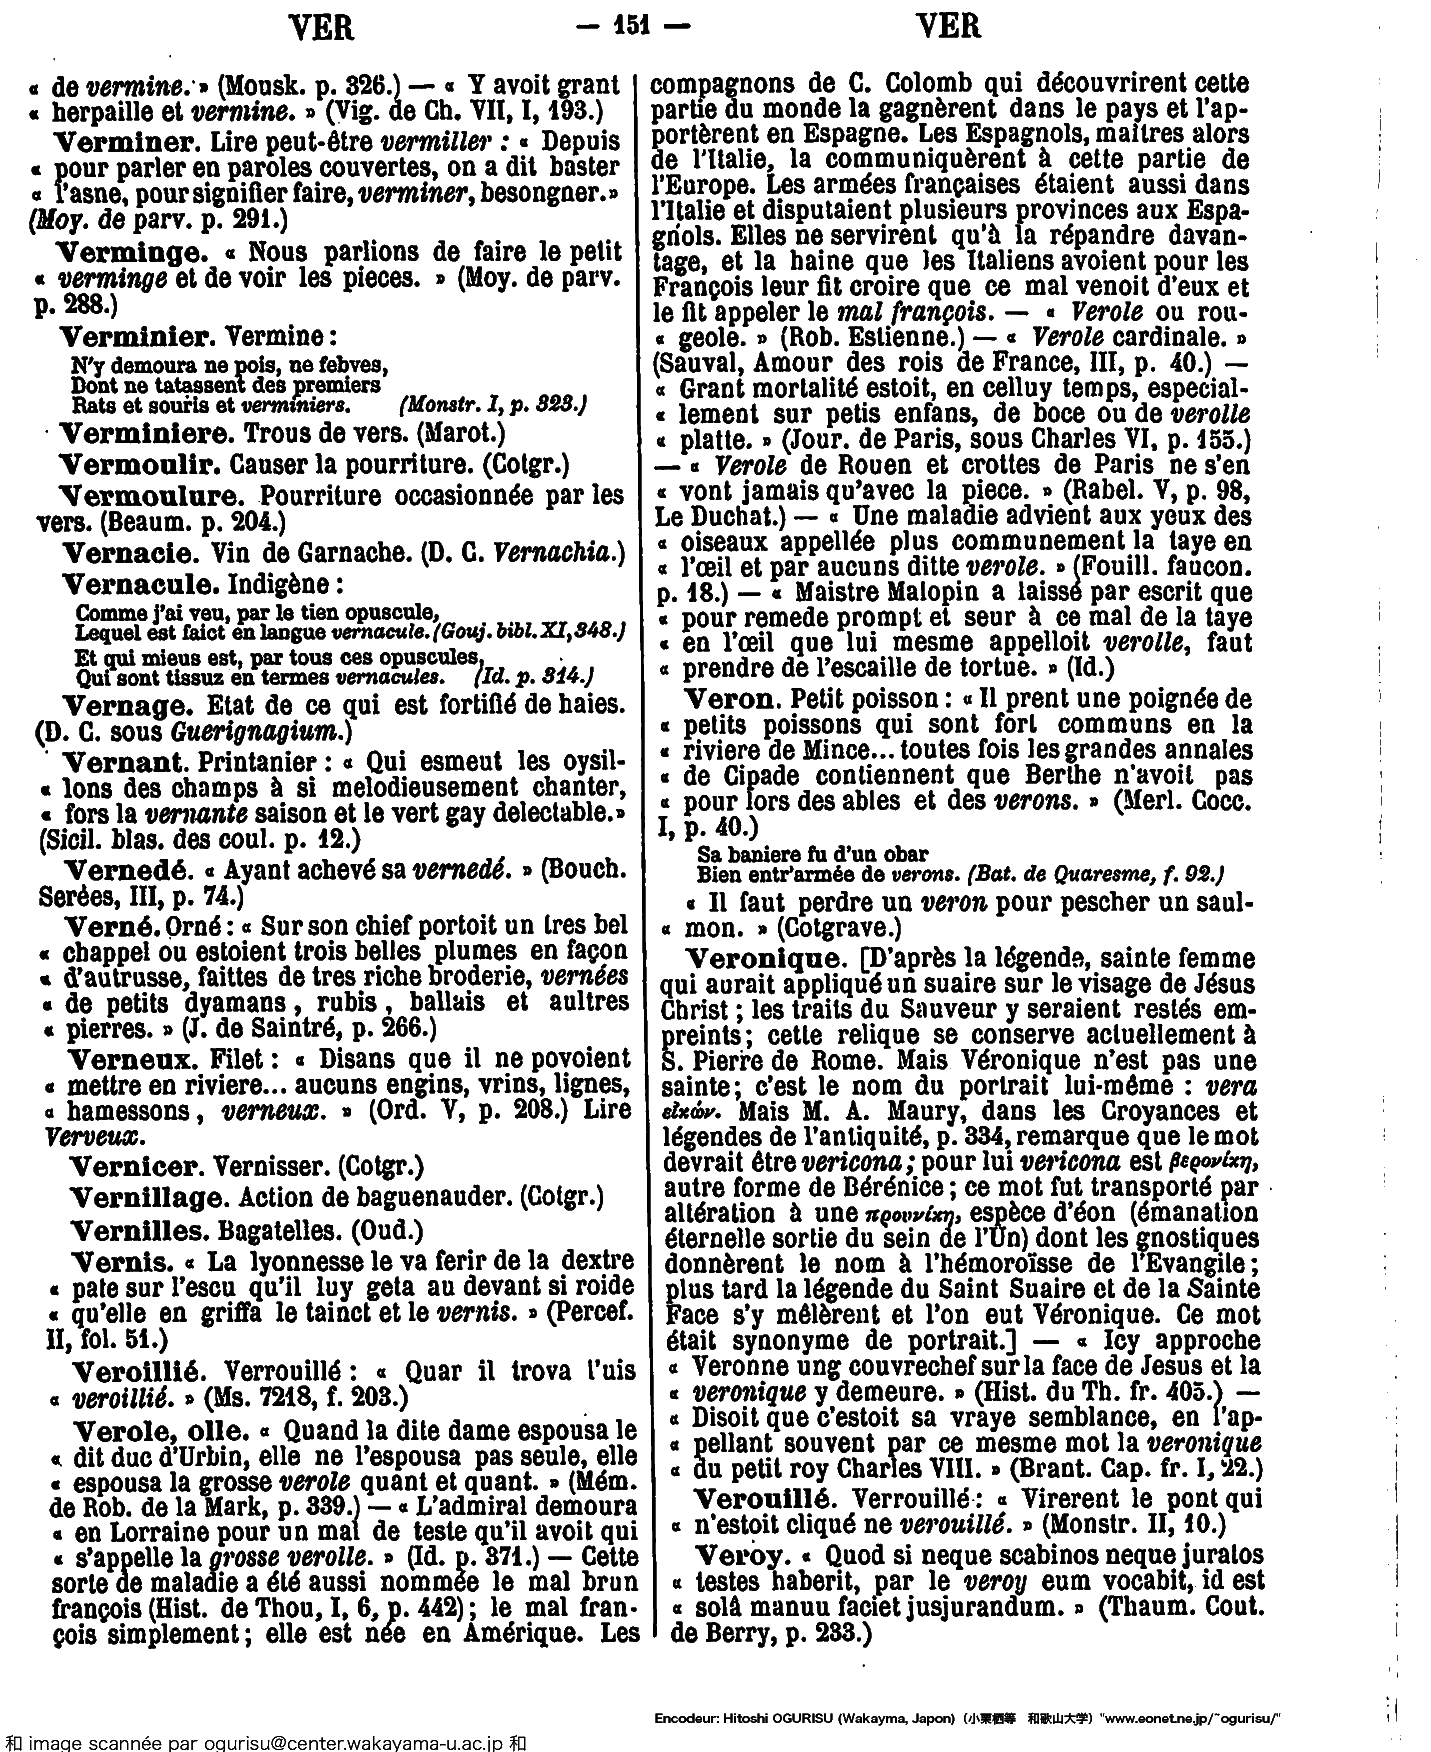 VER — 151 — VER
« de vermine. » (Mousk. p. 326.) — « Y avoit grant
« herpaille et vermine. » (Vig. de Ch. VII, I, 193.)
Verminer. Lire peut-être vermiller : « Depuis
« pour parler en paroles couvertes, on a dit baster
« l'asne, pour signifier faire, verminer, besongner. »
(Moy. de parv. p. 291.)
Verminge. « Nous parlions de faire le petit
« verminge et de voir les pieces. » (Moy. de parv.
p. 288.)
Verminier. Vermine :
N'y demoura ne pois, ne febves,
Dont ne tatassent des premiers
Rats et souris et verminiers. (Monstr. I, p. 323.)
Verminiere. Trous de vers. (Marot.)
Vermoulir. Causer la pourriture. (Cotgr.)
Vermoulure. Pourriture occasionnée par les
vers. (Beaum. p. 204.)
Vernacie. Vin de Garnache. (D. C. Vernachia.)
Vernacule. Indigène :
Comme j'ai veu, par le tien opuscule,
Lequel est faict en langue vernacule. (Gouj. bibl. XI, 348.)
Et qui mieus est, par tous ces opuscules,
Qui sont tissuz en termes vernacules. (Id. p. 314.)
Vernage. Etat de ce qui est fortifié de haies.
(D. C. sous Guerignagium.)
Vernant. Printanier : « Qui esmeut les oysil-
« lons des champs à si melodieusement chanter,
« fors la vernante saison et le vert gay delectable. »
(Sicil. blas. des coul. p. 12.)
Vernedé. « Ayant achevé sa vernedé. » (Bouch.
Serées, III, p. 74.)
Verné. Orné : « Sur son chief portoit un tres bel
« chappel ou estoient trois belles plumes en façon
« d'autrusse, faittes de tres riche broderie, vernées
« de petits dyamans, rubis, ballais et aultres
« pierres. » (J. de Saintré, p. 266.)
Verneux. Filet : « Disans que il ne povoient
« mettre en riviere... aucuns engins, vrins, lignes,
« hamessons, verneux. » (Ord. V, p. 208.) Lire
Verveux.
Vernicer. Vernisser. (Cotgr.)
Vernillage. Action de baguenauder. (Cotgr.)
Vernilles. Bagatelles. (Oud.)
Vernis. « La lyonnesse le va ferir de la dextre
« pate sur l'escu qu'il luy geta au devant si roide
« qu'elle en griffa le tainct et le vernis. » (Percef.
II, fol. 51.)
Veroillié. Verrouillé : « Quar il trova l'uis
« veroillié. » (Ms. 7218, f. 203.)
Verole, olle. « Quand la dite dame espousa le
« dit duc d'Urbin, elle ne l'espousa pas seule, elle
« espousa la grosse verole quant et quant. » (Mém.
de Rob. de la Mark, p. 339.) — « L'admiral demoura
« en Lorraine pour un mal de teste qu'il avoit qui
« s'appelle la grosse verolle. » (Id. p. 371.) — Cette
sorte de maladie a été aussi nommée le mal brun
françois (Hist. de Thou, I, 6, p. 442) ; le mal fran-
çois simplement ; elle est née en Amérique. Les
compagnons de C. Colomb qui découvrirent cette
partie du monde la gagnèrent dans le pays et l'ap-
portèrent en Espagne. Les Espagnols, maîtres alors
de l'Italie, la communiquèrent à cette partie de
l'Europe. Les armées françaises étaient aussi dans
l'Italie et disputaient plusieurs provinces aux Espa-
gnols. Elles ne servirent qu'à la répandre davan-
tage, et la haine que les Italiens avoient pour les
François leur fit croire que ce mal venoit d'eux et
le fit appeler le mal françois. — « Verole ou rou-
« geole. » (Rob. Estienne.) — « Verole cardinale. »
(Sauval, Amour des rois de France, III, p. 40.) —
« Grant mortalité estoit, en celluy temps, especial-
« lement sur petis enfans, de boce ou de verolle
« platte. » (Jour. de Paris, sous Charles VI, p. 155.)
— « Verole de Rouen et crottes de Paris ne s'en
« vont jamais qu'avec la piece. » (Rabel. V, p. 98,
Le Duchat.) — « Une maladie advient aux yeux des
« oiseaux appellée plus communement la taye en
« l'œil et par aucuns ditte verole. » (Fouill. faucon.
p. 18.) — « Maistre Malopin a laissé par escrit que
« pour remede prompt et seur à ce mal de la taye
« en l'œil que lui mesme appelloit verolle, faut
« prendre de l'escaille de tortue. » (Id.)
Veron. Petit poisson : « Il prent une poignée de
« petits poissons qui sont fort communs en la
« riviere de Mince... toutes fois les grandes annales
« de Cipade contiennent que Berthe n'avoit pas
« pour lors des ables et des verons. » (Merl. Cocc.
I, p. 40.)
Sa baniere fu d'un obar
Bien entr'armée de verons. (Bat. de Quaresme, f. 92.)
« Il faut perdre un veron pour pescher un saul-
« mon. » (Cotgrave.)
Veronique. [D'après la légende, sainte femme
qui aurait appliqué un suaire sur le visage de Jésus
Christ ; les traits du Sauveur y seraient restés em-
preints ; cette relique se conserve actuellement à
S. Pierre de Rome. Mais Véronique n'est pas une
sainte ; c'est le nom du portrait lui-même : vera
εἰκών. Mais M. A. Maury, dans les Croyances et
légendes de l'antiquité, p. 334, remarque que le mot
devrait être vericona ; pour lui vericona est βερονίκη,
autre forme de Bérénice ; ce mot fut transporté par
altération à une προυνίκη, espèce d'éon (émanation
éternelle sortie du sein de l'Un) dont les gnostiques
donnèrent le nom à l'hémoroïsse de l'Evangile ;
plus tard la légende du Saint Suaire et de la Sainte
Face s'y mêlèrent et l'on eut Véronique. Ce mot
était synonyme de portrait.] — « Icy approche
« Veronne ung couvrechef sur la face de Jesus et la
« veronique y demeure. » (Hist. du Th. fr. 405.) —
« Disoit que c'estoit sa vraye semblance, en l'ap-
« pellant souvent par ce mesme mot la veronique
« du petit roy Charles VIII. » (Brant. Cap. fr. I, 22.)
Verouillé. Verrouillé : « Virerent le pont qui
« n'estoit cliqué ne verouillé. » (Monstr. II, 10.)
Veroy. « Quod si neque scabinos neque juratos
« testes haberit, par le veroy eum vocabit, id est
« solâ manuu faciet jusjurandum. » (Thaum. Cout.
de Berry, p. 233.)
Encodeur: Hitoshi OGURISU (Wakayma, Japon) (小栗栖等 和歌山大学) "www.eonet.ne.jp/~ogurisu/"
和 image scannée par ogurisu@center.wakayama-u.ac.jp 和